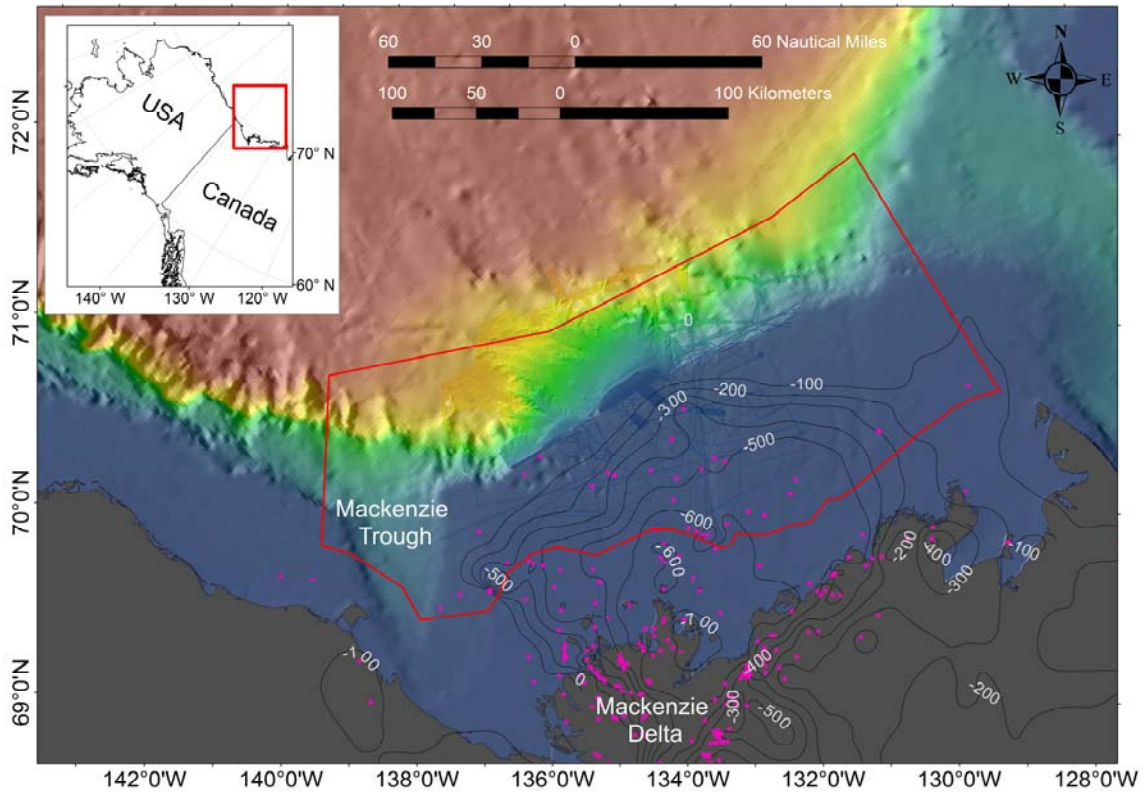 60 30 0 60 Nautical Miles
100 50 0 100 Kilometers
N
W E
S
USA
Canada
70° N
60° N
140° W 130° W 120° W
72°0'N
71°0'N
70°0'N
69°0'N
0
-100
-200
-300
-500
-600
-600
-500
-700
-200
-400
-300
-100
-100
0
-400
-300
-500
-200
Mackenzie
Trough
Mackenzie
Delta
142°0'W 140°0'W 138°0'W 136°0'W 134°0'W 132°0'W 130°0'W 128°0'W